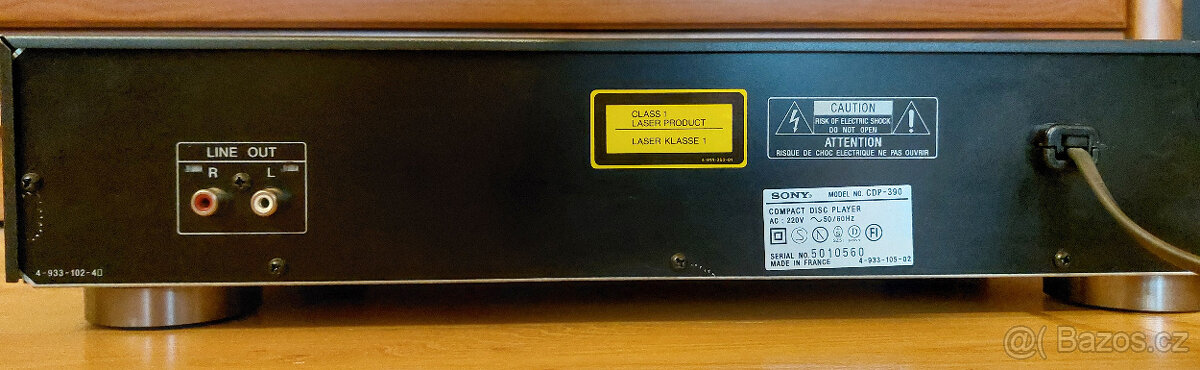 LINE OUT
R L
4-933-102-4
CLASS 1
LASER PRODUCT
LASER KLASSE 1
CAUTION
RISK OF ELECTRIC SHOCK
DO NOT OPEN
ATTENTION
RISQUE DE CHOC ELECTRIQUE NE PAS OUVRIR
SONY MODEL NO. CDP-390
COMPACT DISC PLAYER
AC : 220V ~ 50/60Hz
S N D FI
SERIAL NO. 5010560
MADE IN FRANCE 4-933-105-02
@( Bazos.cz